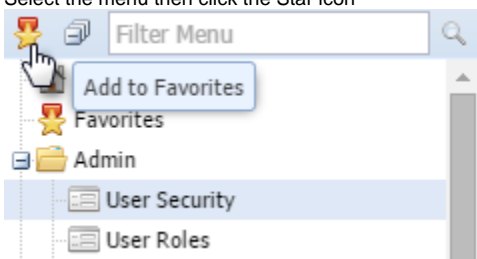 Select the menu then click the Star icon
Filter Menu
Add to Favorites
Favorites
Admin
User Security
User Roles